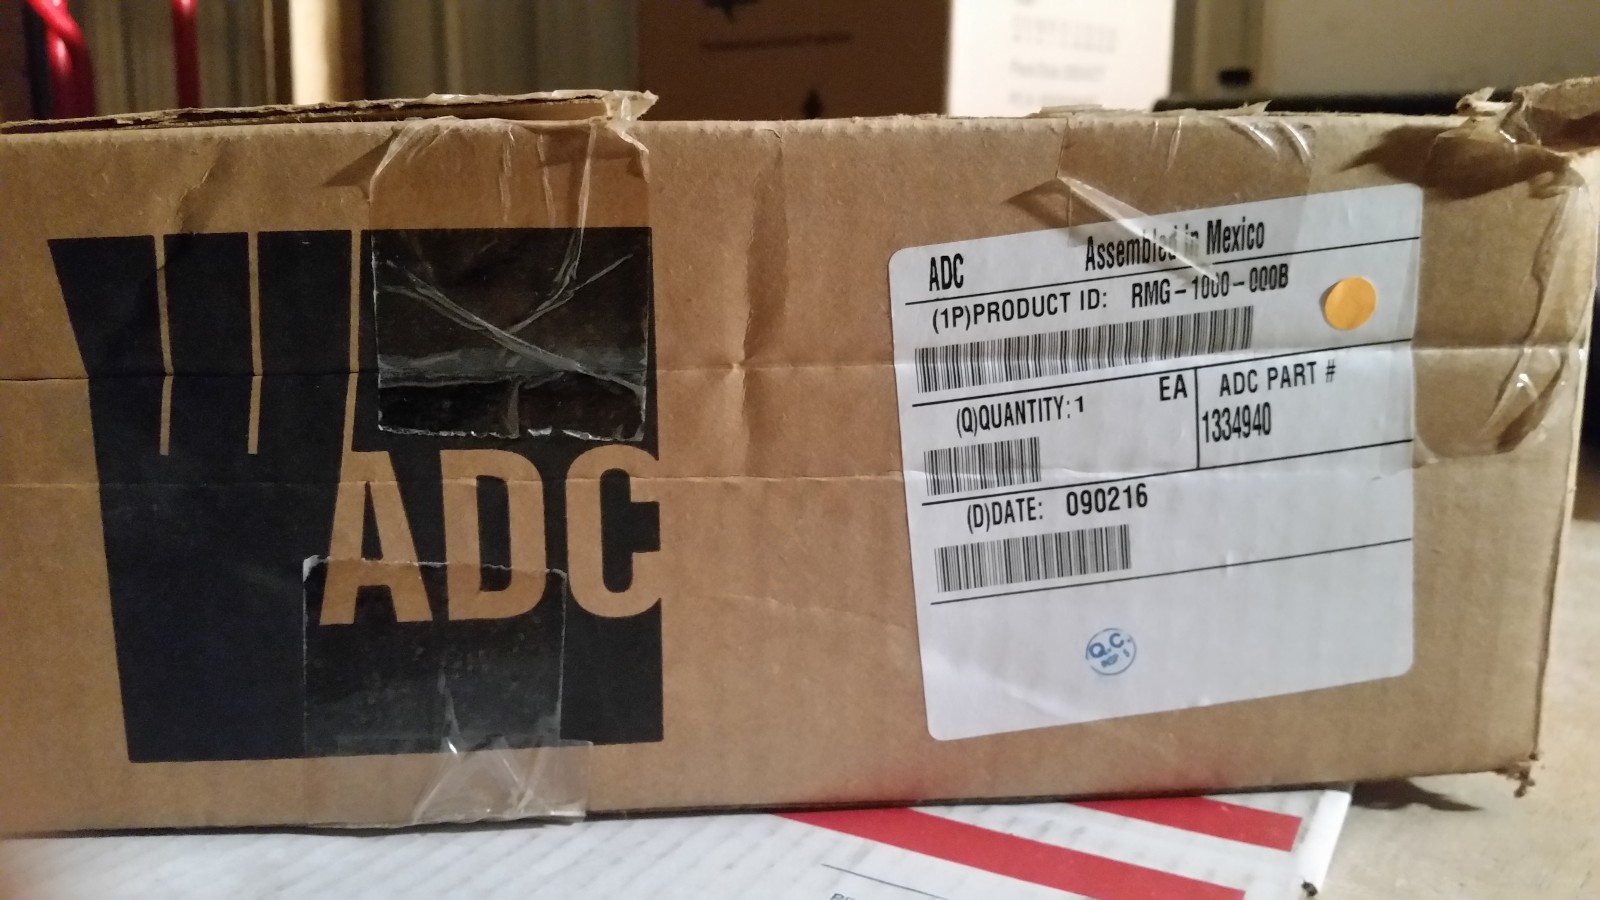 ADC
ADC Assembled in Mexico
(1P)PRODUCT ID: RMG-1000-000B
(Q)QUANTITY: 1 EA
ADC PART #
1334940
(D)DATE: 090216
Q.C.
INSP